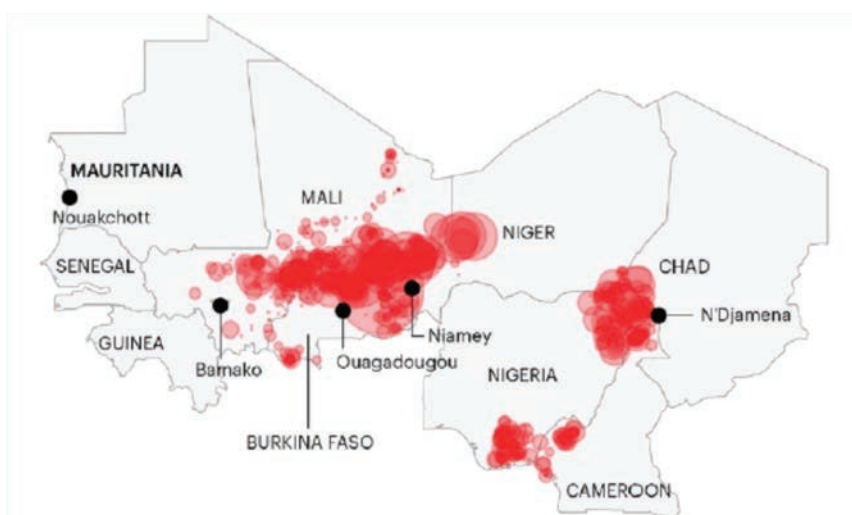 MAURITANIA
MALI
Nouakchott
NIGER
SENEGAL
CHAD
N'Djamena
GUINEA
Niamey
Bamako
Ouagadougou
NIGERIA
BURKINA FASO
CAMEROON